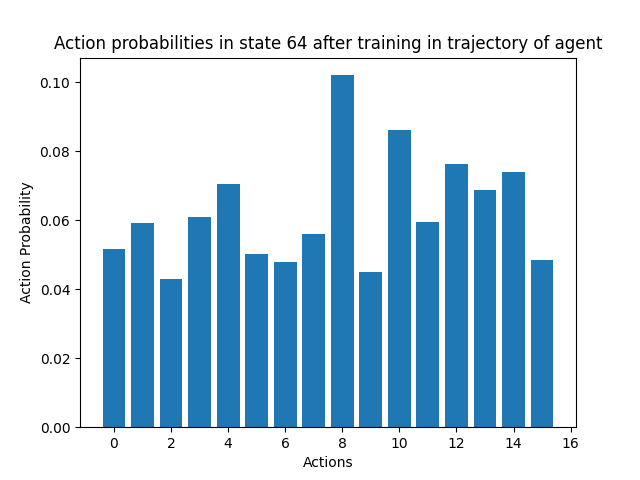 Action probabilities in state 64 after training in trajectory of agent
0.10
0.08
0.06
0.04
0.02
0.00
Action Probability
0 2 4 6 8 10 12 14 16
Actions